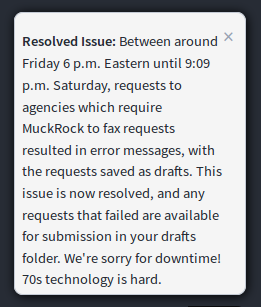 Resolved Issue: Between around
Friday 6 p.m. Eastern until 9:09
p.m. Saturday, requests to
agencies which require
MuckRock to fax requests
resulted in error messages, with
the requests saved as drafts. This
issue is now resolved, and any
requests that failed are available
for submission in your drafts
folder. We're sorry for downtime!
70s technology is hard.